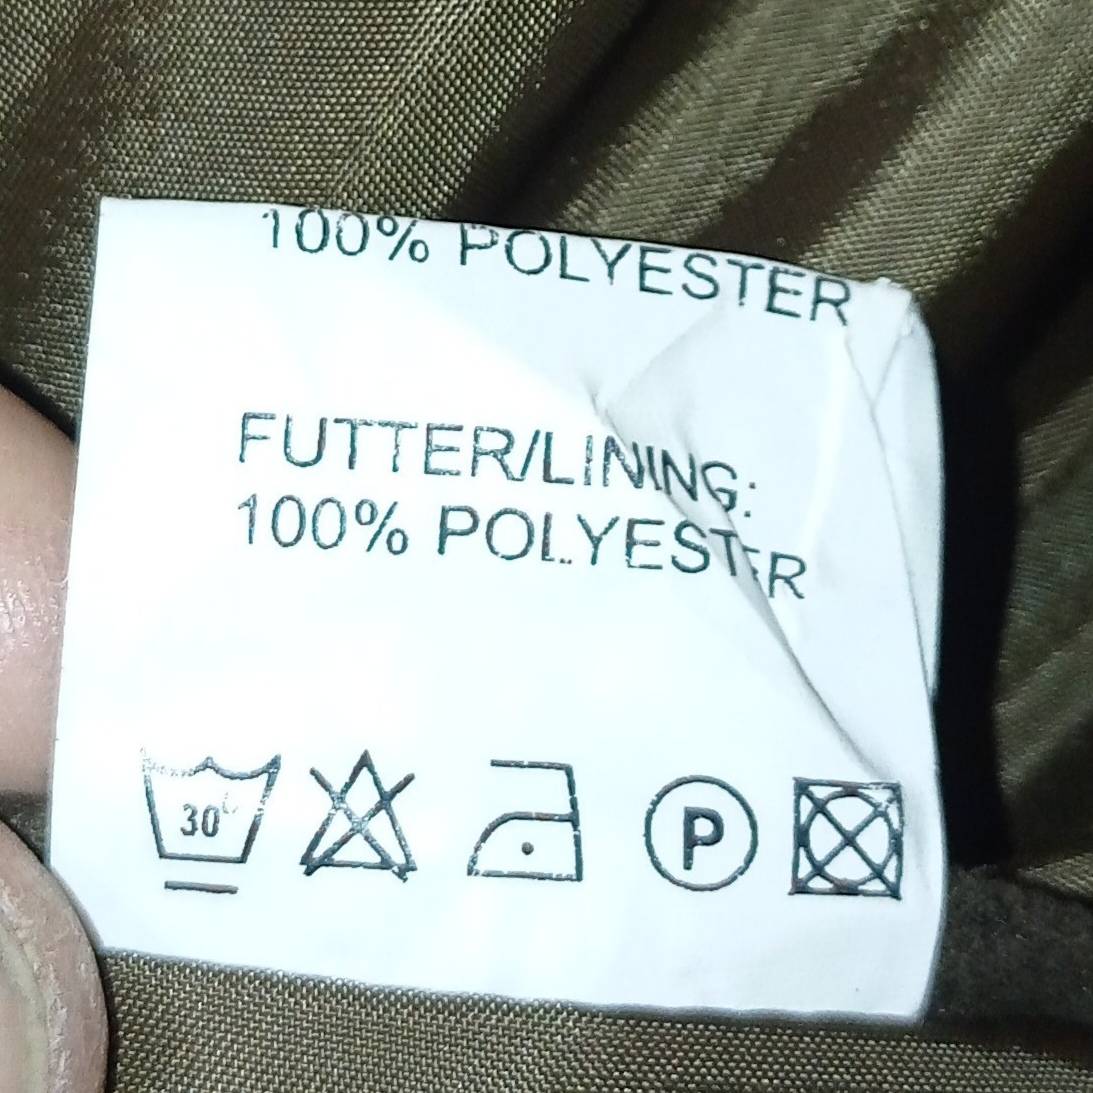 100% POLYESTER
FUTTER/LINING:
100% POLYESTER
30°
P